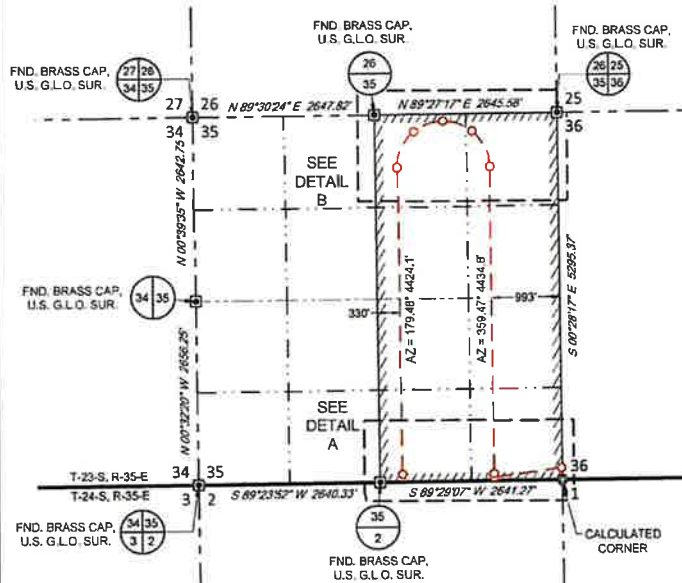 FND. BRASS CAP,
U.S. G.L.O. SUR.
26
35
FND. BRASS CAP,
U.S. G.L.O. SUR.
27 26
34 35
FND. BRASS CAP,
U.S. G.L.O. SUR.
26 25
35 36
27 26
34 35
N 89°30'24" E 2647.82'
N 89°27'17" E 2645.58'
25
36
SEE
DETAIL
B
N 00°39'35" W 2642.75'
FND. BRASS CAP,
U.S. G.L.O. SUR.
34 35
330'
AZ = 179.48° 4424.1'
AZ = 359.47° 4434.8'
993'
S 00°28'17" E 5295.37'
N 00°32'20" W 2656.25'
SEE
DETAIL
A
T-23-S, R-35-E
T-24-S, R-35-E
34 35
3 2
S 89°23'52" W 2640.33'
S 89°29'07" W 2641.27'
36
1
FND. BRASS CAP,
U.S. G.L.O. SUR.
34 35
3 2
35
2
FND. BRASS CAP,
U.S. G.L.O. SUR.
CALCULATED
CORNER